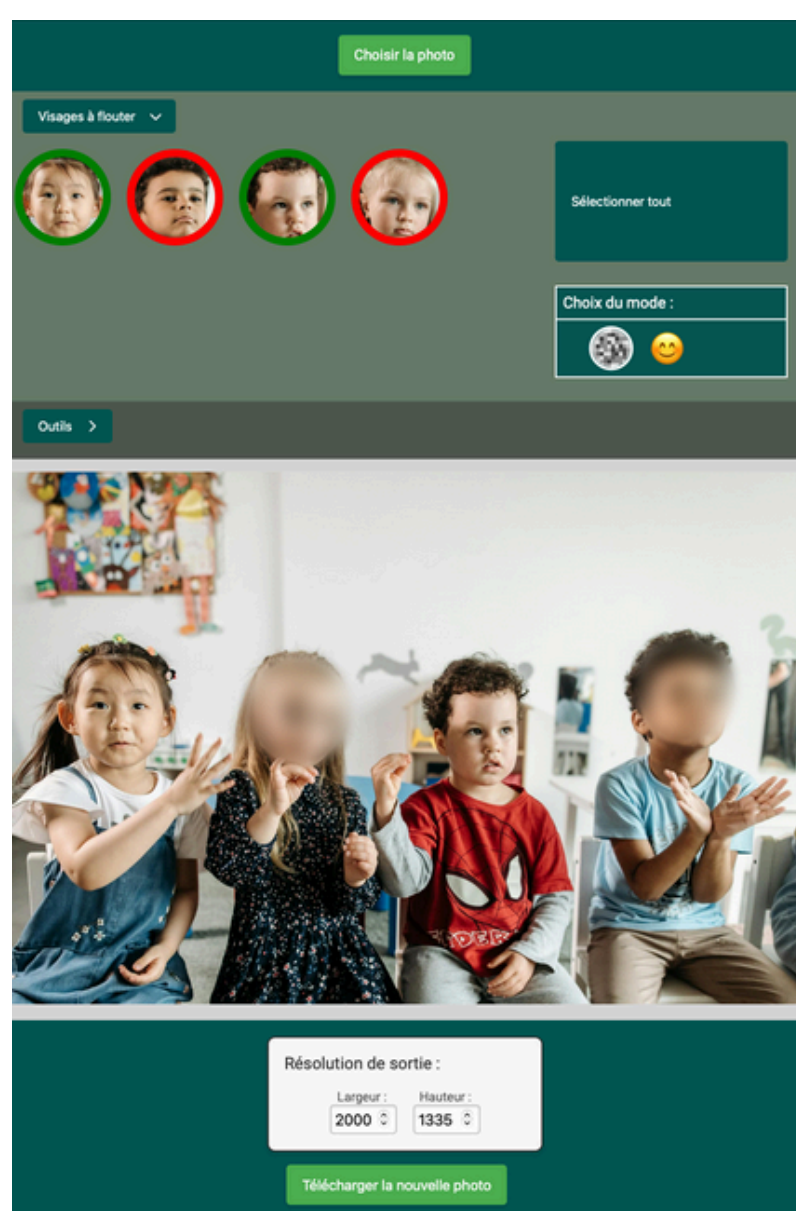 Choisir la photo
Visages à flouter
Sélectionner tout
Choix du mode :
Outils
SPIDER
Résolution de sortie :
Largeur :
Hauteur :
2000
1335
Télécharger la nouvelle photo